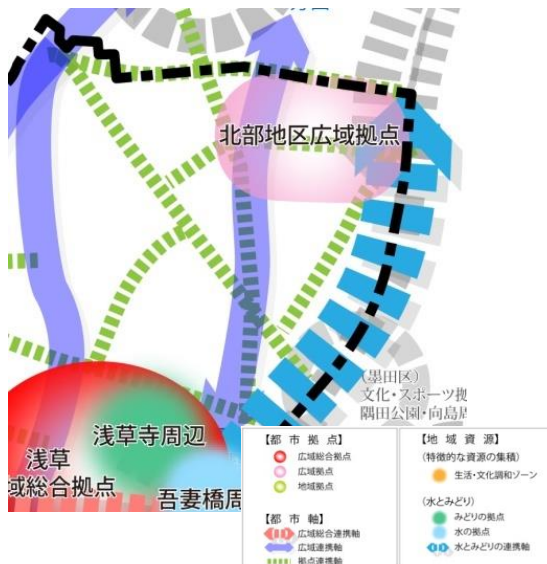 北部地区広域拠点
(墨田区)
文化・スポーツ拠
隅田公園・向島
浅草寺周辺
浅草
域総合拠点
吾妻橋周
【都市拠点】
広域総合拠点
広域拠点
地域拠点
【都市軸】
広域総合連携軸
広域連携軸
拠点連携軸
【地域資源】
(特徴的な資源の集積)
生活・文化調和ゾーン
(水とみどり)
みどりの拠点
水の拠点
水とみどりの連携軸